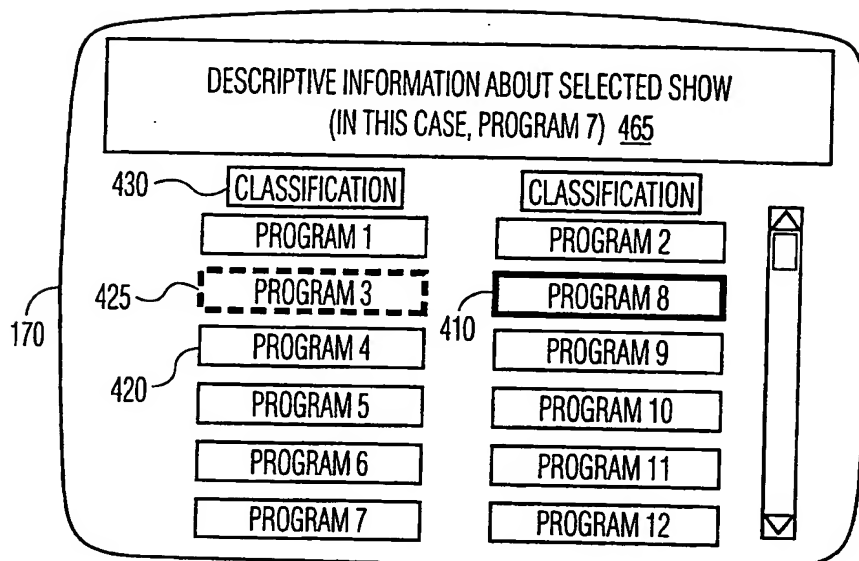 DESCRIPTIVE INFORMATION ABOUT SELECTED SHOW
(IN THIS CASE, PROGRAM 7) 465
430 CLASSIFICATION CLASSIFICATION
PROGRAM 1 PROGRAM 2
425 PROGRAM 3 410 PROGRAM 8
170
420 PROGRAM 4 PROGRAM 9
PROGRAM 5 PROGRAM 10
PROGRAM 6 PROGRAM 11
PROGRAM 7 PROGRAM 12